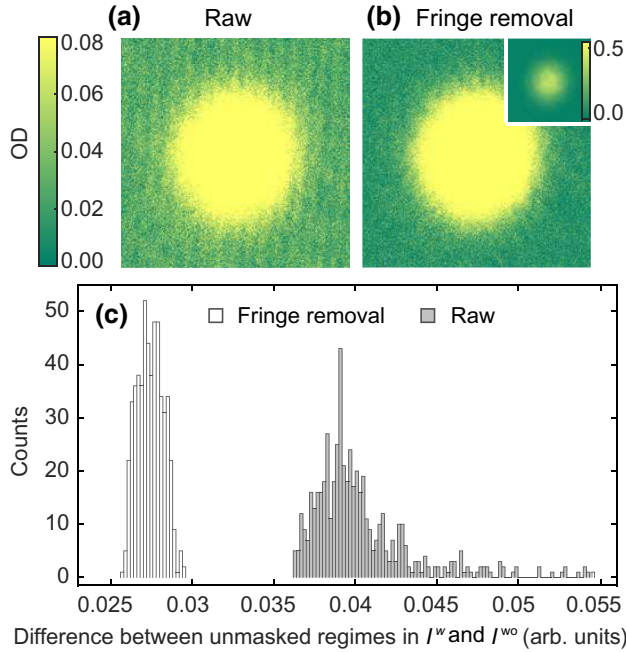 (a) Raw
(b) Fringe removal
0.08
0.06
0.04
0.02
0.00
OD
0.5
0.0
(c)
Fringe removal Raw
50
40
30
20
10
0
Counts
0.025 0.03 0.035 0.04 0.045 0.05 0.055
Difference between unmasked regimes in I^w and I^wo (arb. units)